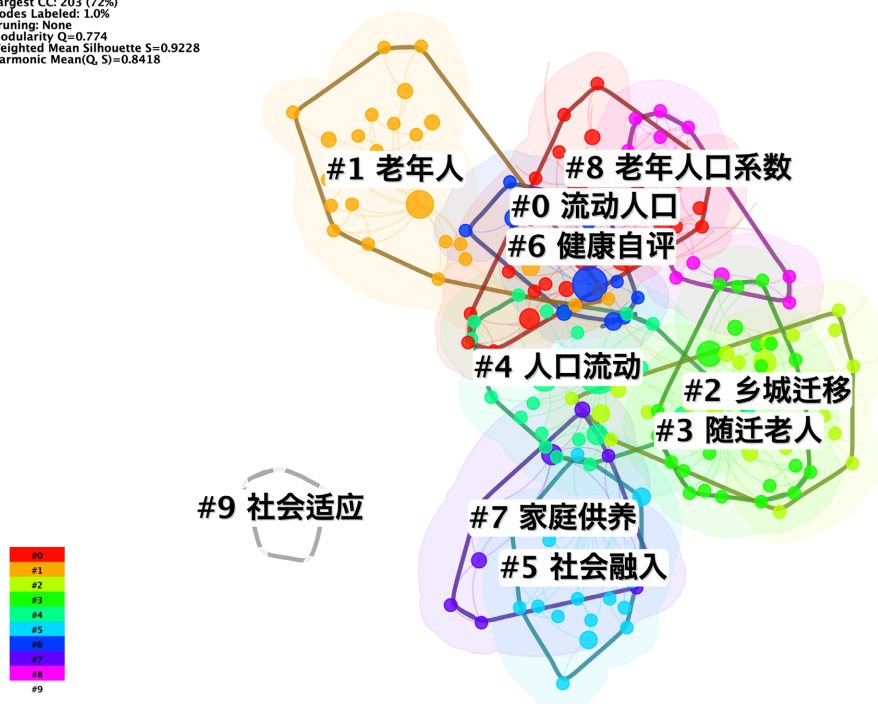 argest CC: 203 (72%)
odes Labeled: 1.0%
runing: None
odularity Q=0.774
eighted Mean Silhouette S=0.9228
armonic Mean(Q, S)=0.8418
#1 老年人
#8 老年人口系数
#0 流动人口
#6 健康自评
#4 人口流动
#2 乡城迁移
#3 随迁老人
#9 社会适应
#7 家庭供养
#5 社会融入
#0
#1
#2
#3
#4
#5
#6
#7
#8
#9